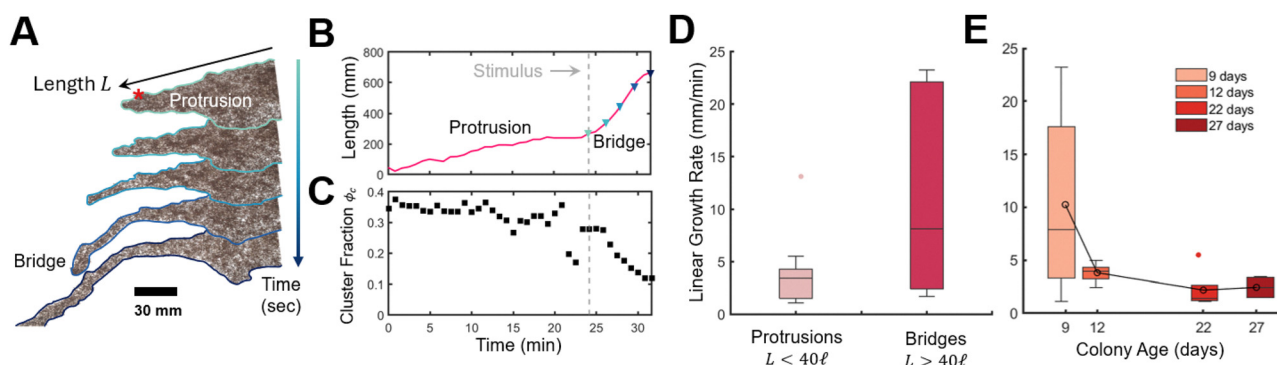 A
Length L
*
Protrusion
Bridge
30 mm
Time
(sec)
B
800
600
400
200
0
Length (mm)
Stimulus
Protrusion
Bridge
C
0.4
0.3
0.2
0.1
0
Cluster Fraction ϕc
0 5 10 15 20 25 30
Time (min)
D
25
20
15
10
5
0
Linear Growth Rate (mm/min)
Protrusions
L < 40ℓ
Bridges
L > 40ℓ
E
25
20
15
10
5
0
9 days
12 days
22 days
27 days
9 12 22 27
Colony Age (days)